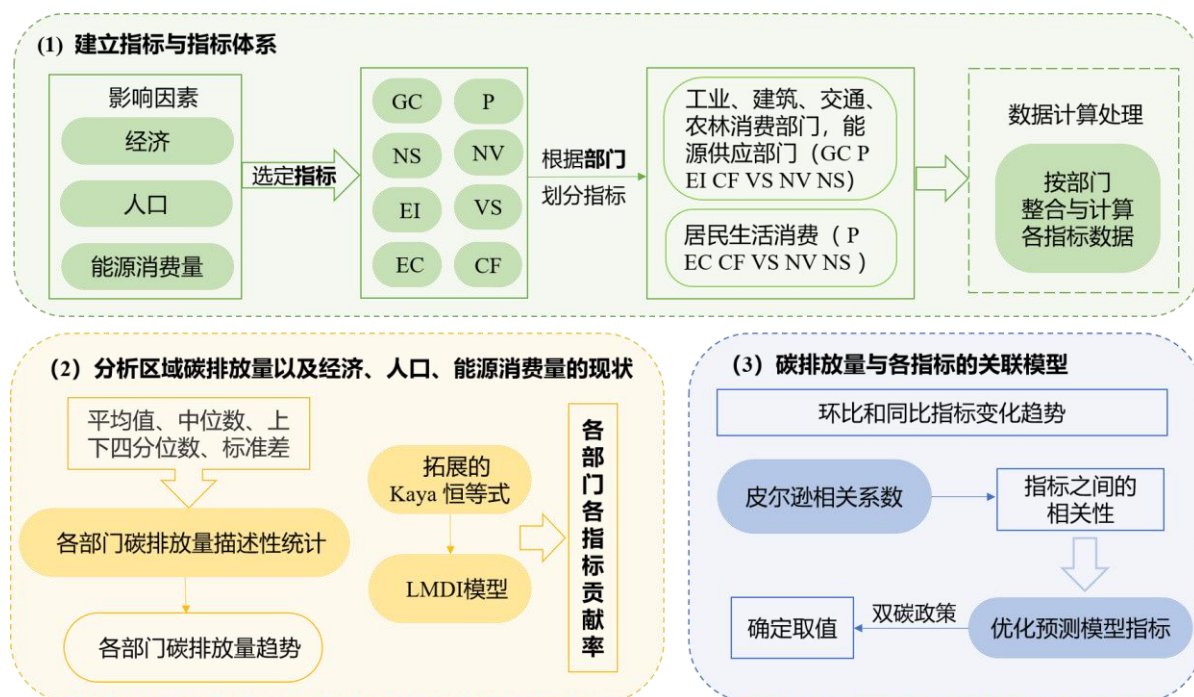 (1) 建立指标与指标体系
影响因素
经济
人口
能源消费量
选定指标
GC
P
NS
NV
EI
VS
EC
CF
根据部门
划分指标
工业、建筑、交通、
农林消费部门，能
源供应部门（GC P
EI CF VS NV NS）
居民生活消费（ P
EC CF VS NV NS ）
数据计算处理
按部门
整合与计算
各指标数据
（2）分析区域碳排放量以及经济、人口、能源消费量的现状
平均值、中位数、上
下四分位数、标准差
各部门碳排放量描述性统计
各部门碳排放量趋势
拓展的
Kaya 恒等式
LMDI模型
各部门各指标贡献率
（3）碳排放量与各指标的关联模型
环比和同比指标变化趋势
皮尔逊相关系数
指标之间的
相关性
优化预测模型指标
双碳政策
确定取值